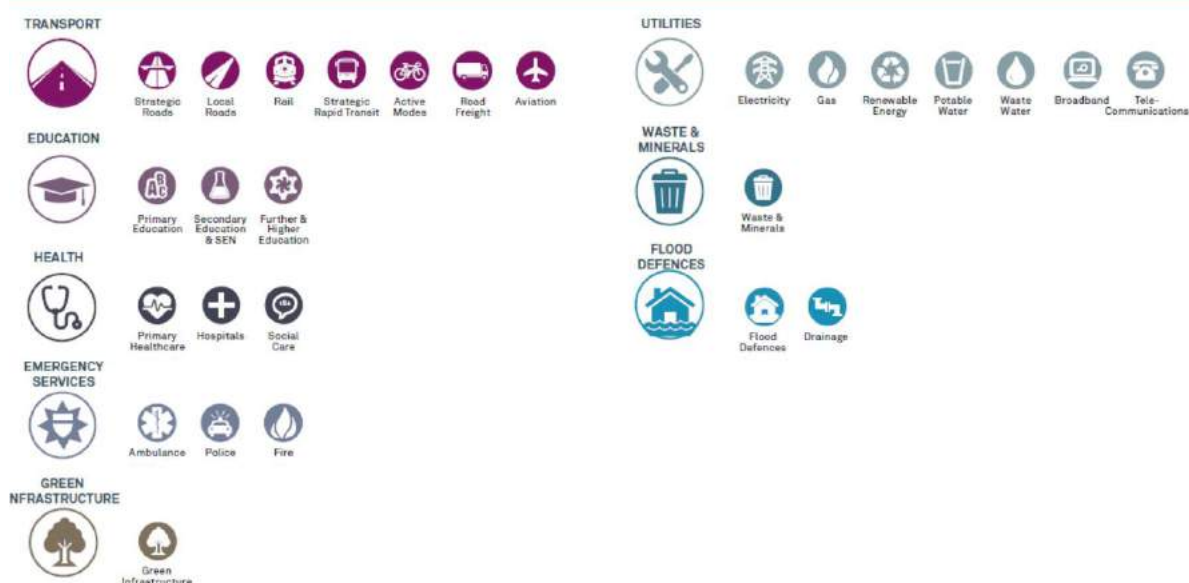 TRANSPORT
Strategic Roads
Local Roads
Rail
Strategic Rapid Transit
Active Modes
Road Freight
Aviation
EDUCATION
ABC
Primary Education
Secondary Education & SEN
Further & Higher Education
HEALTH
Primary Healthcare
Hospitals
Social Care
EMERGENCY SERVICES
Ambulance
Police
Fire
GREEN
NFRASTRUCTURE
Green
Infrastructure
UTILITIES
Electricity
Gas
Renewable Energy
Potable Water
Waste Water
Broadband
Tele-Communications
WASTE & MINERALS
Waste & Minerals
FLOOD DEFENCES
Flood Defences
Drainage